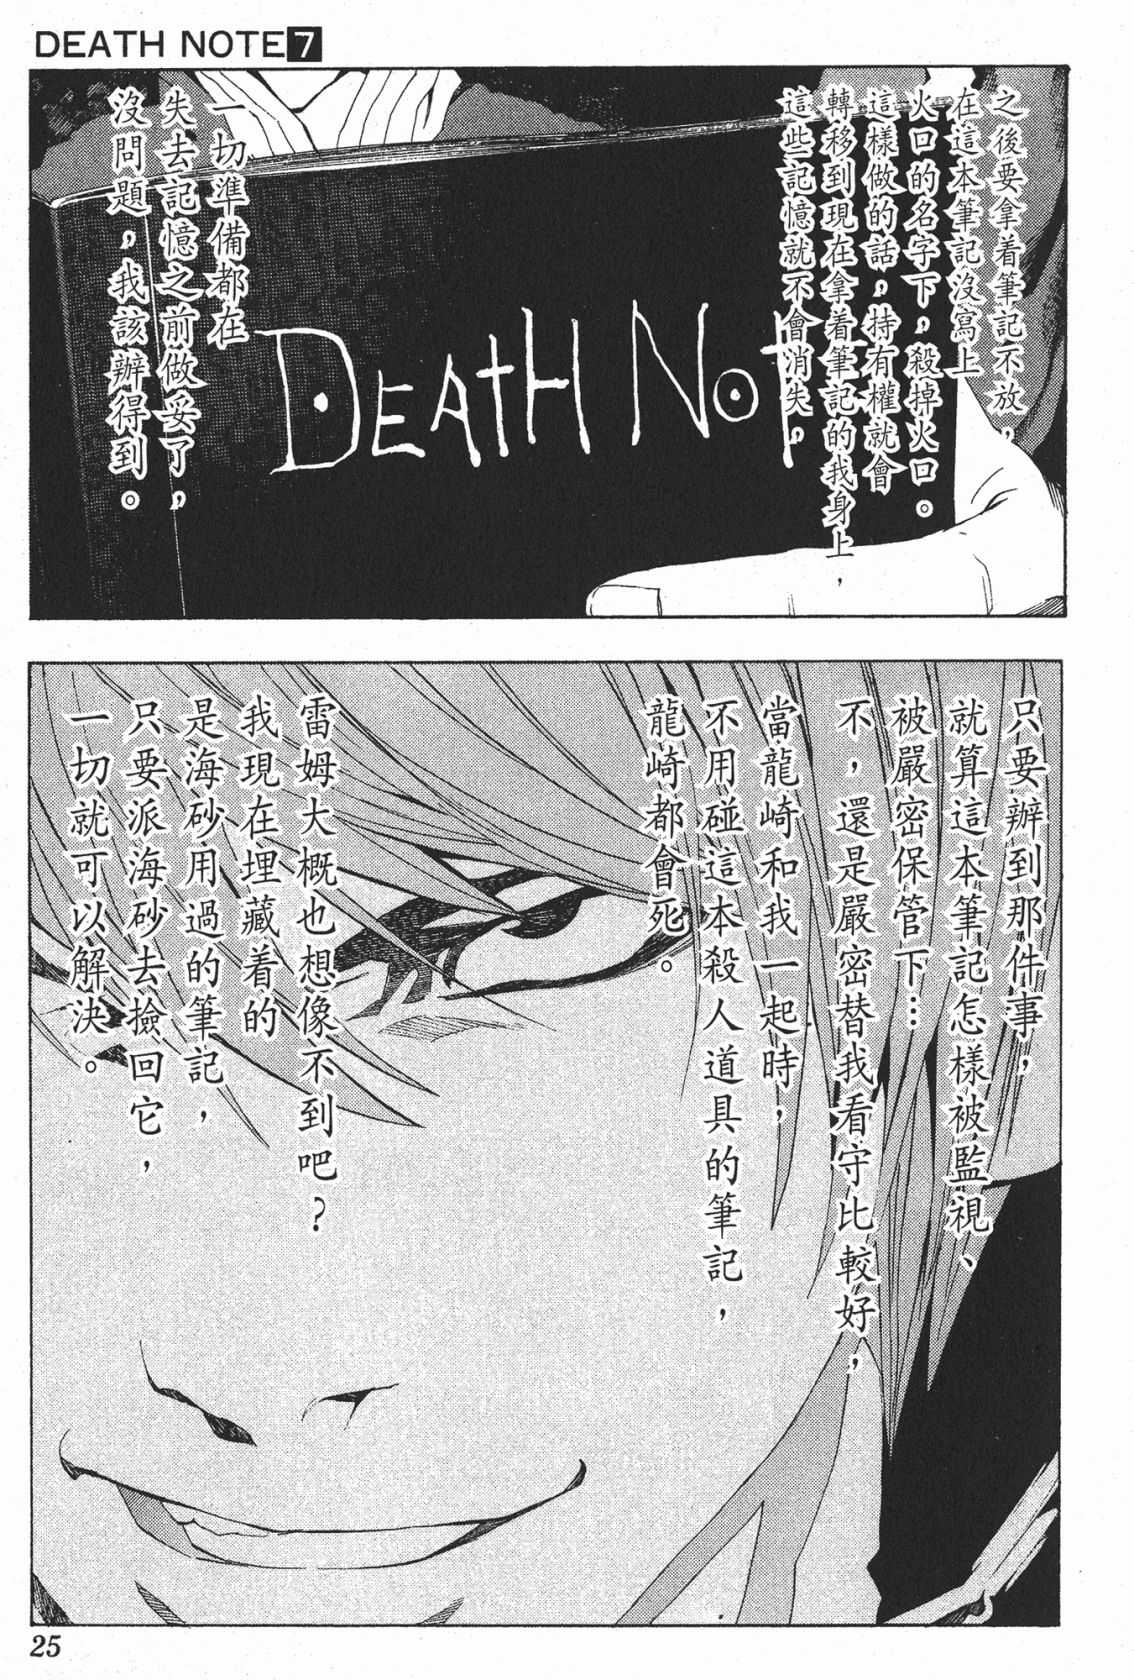 DEATH NOTE 7
之後要拿着筆記不放，
在這本筆記沒寫上
火口的名字下，殺掉火口。
這樣做的話，持有權就會
轉移到現在拿着筆記的我身上，
這些記憶就不會消失，
一切準備都在
失去記憶之前做妥了，
沒問題，我該辦得到。
DEATH NOT
只要辦到那件事，
就算這本筆記怎樣被監視、
被嚴密保管下…
不，還是嚴密替我看守比較好，
當龍崎和我一起時，
不用碰這本殺人道具的筆記，
龍崎都會死。
雷姆大概也想像不到吧？
我現在埋藏着的
是海砂用過的筆記，
只要派海砂去撿回它，
一切就可以解決。
25